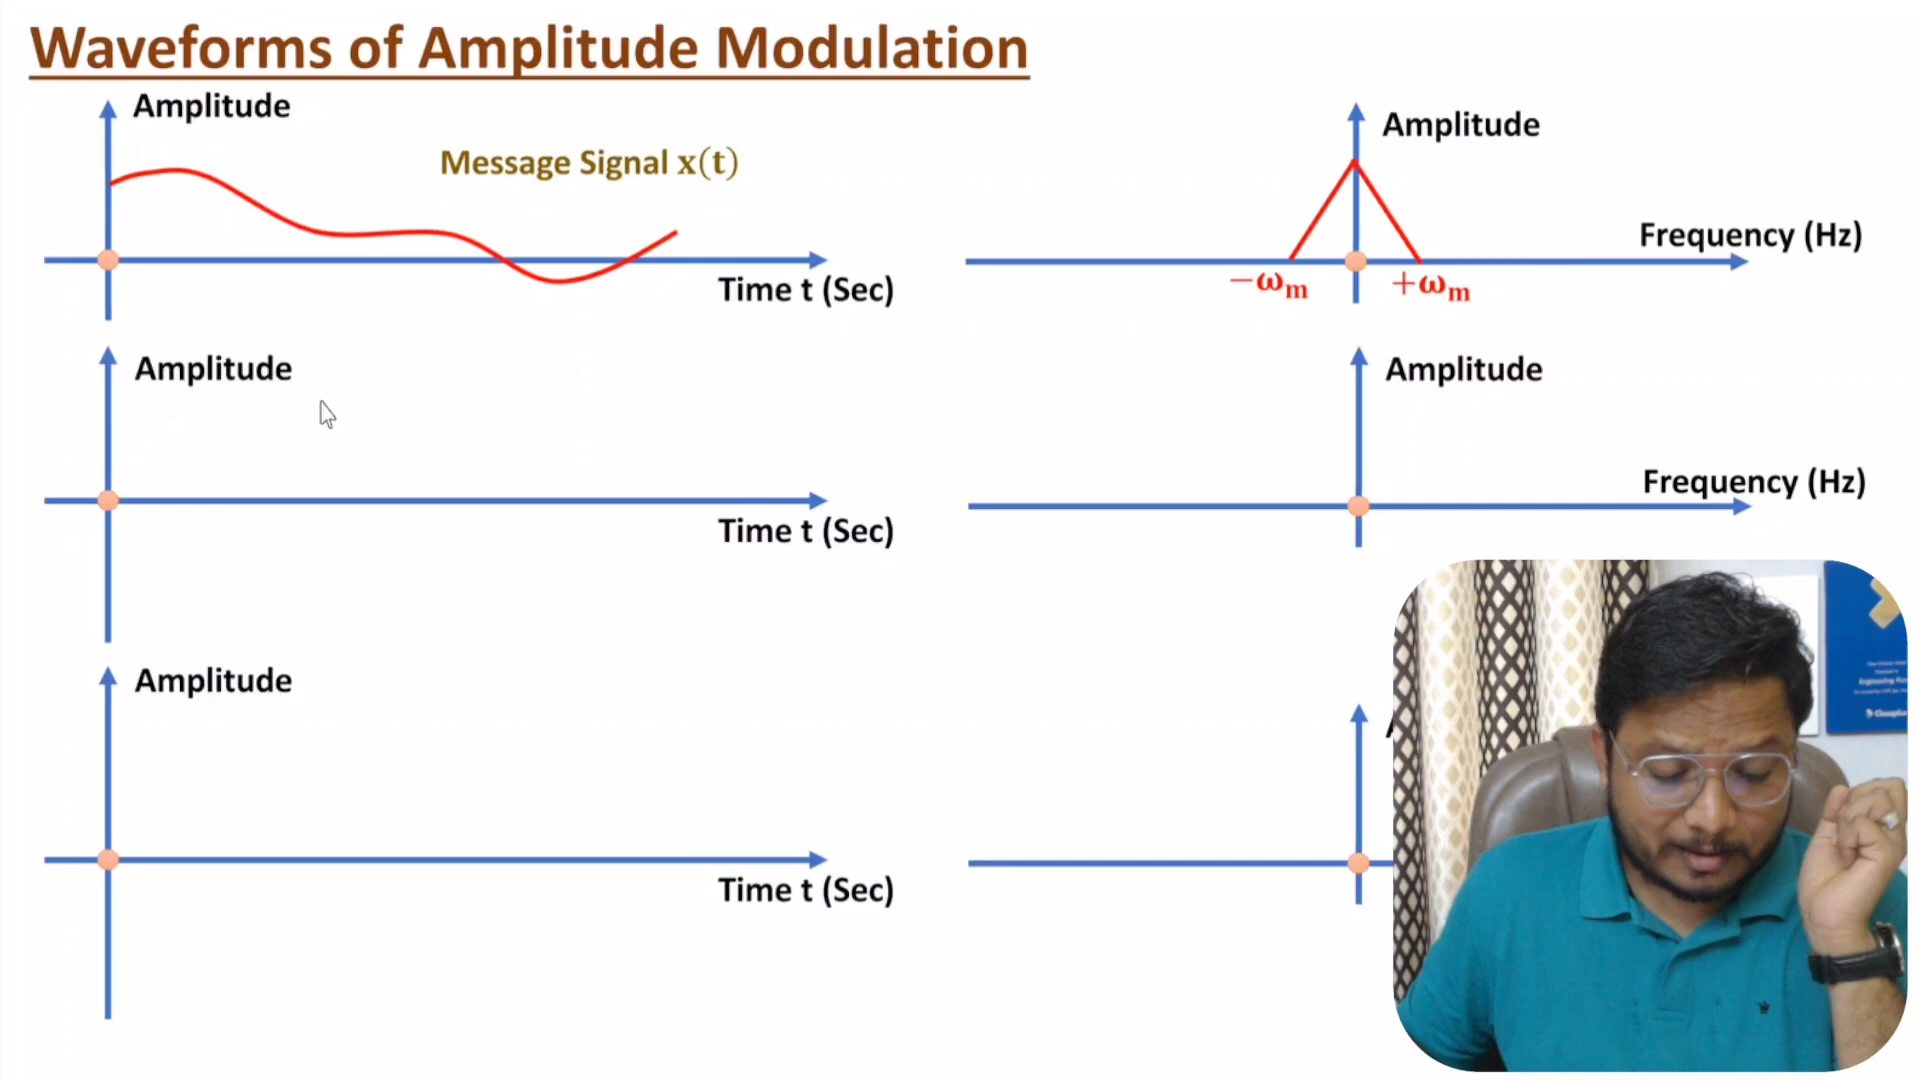 Waveforms of Amplitude Modulation
Amplitude
Message Signal x(t)
Time t (Sec)
Amplitude
Frequency (Hz)
−ωm
+ωm
Amplitude
Time t (Sec)
Amplitude
Frequency (Hz)
Amplitude
Time t (Sec)